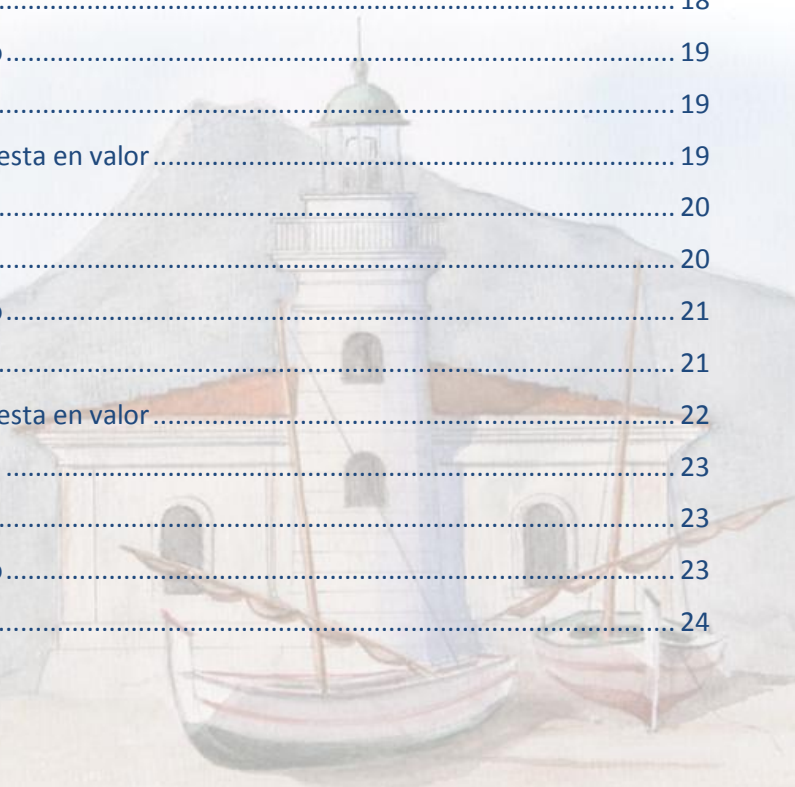 ........ 18
o ........ 19
........ 19
esta en valor ........ 19
........ 20
........ 20
o ........ 21
........ 21
esta en valor ........ 22
........ 23
........ 23
o ........ 23
........ 24